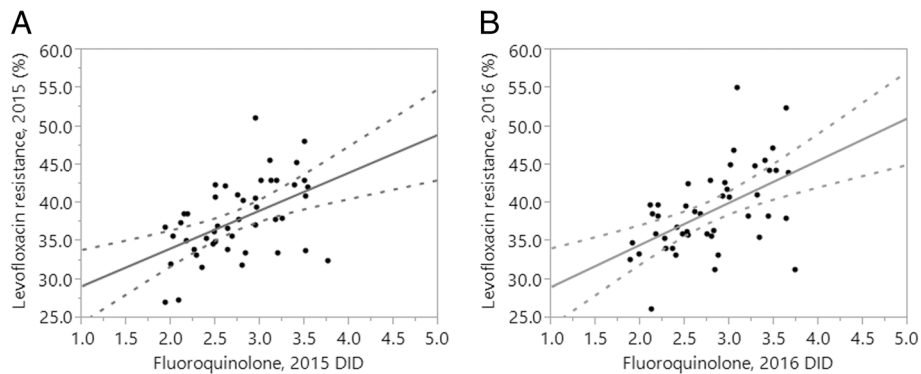 A
60.0
55.0
50.0
45.0
40.0
35.0
30.0
25.0
Levofloxacin resistance, 2015 (%)
1.0 1.5 2.0 2.5 3.0 3.5 4.0 4.5 5.0
Fluoroquinolone, 2015 DID
B
60.0
55.0
50.0
45.0
40.0
35.0
30.0
25.0
Levofloxacin resistance, 2016 (%)
1.0 1.5 2.0 2.5 3.0 3.5 4.0 4.5 5.0
Fluoroquinolone, 2016 DID